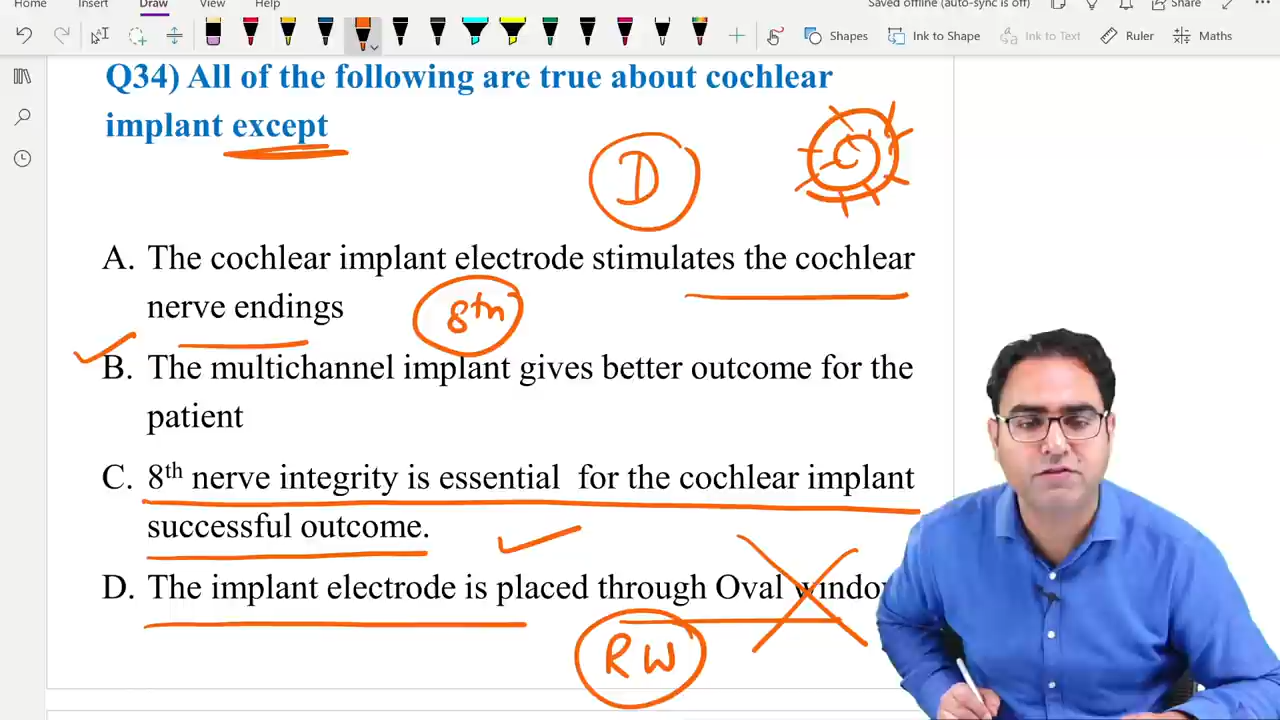 Home Insert Draw View Help Saved offline (auto-sync is off) Share
Shapes Ink to Shape Ink to Text Ruler Maths
Q34) All of the following are true about cochlear
implant except
D
A. The cochlear implant electrode stimulates the cochlear
nerve endings
8th
B. The multichannel implant gives better outcome for the
patient
C. 8th nerve integrity is essential for the cochlear implant
successful outcome.
D. The implant electrode is placed through Oval windo
RW